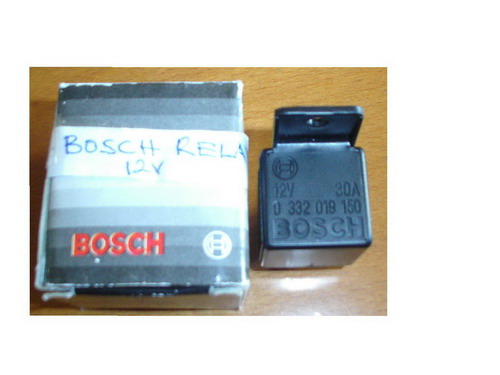 BOSCH RELA
12V
BOSCH
12V 30A
0 332 019 150
BOSCH